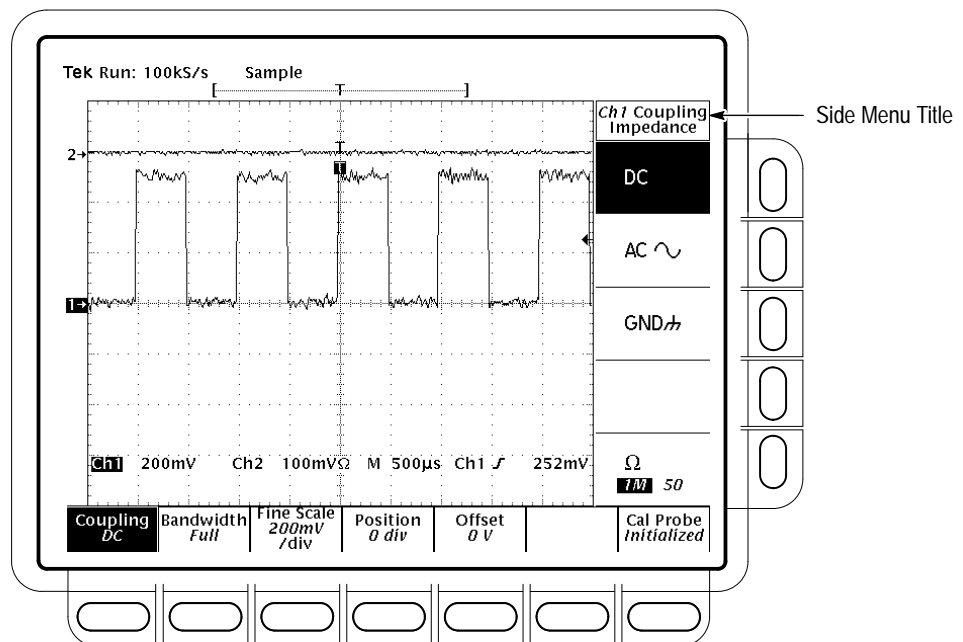 Tek Run: 100kS/s Sample
[ T ]
Ch1 Coupling
Impedance
Side Menu Title
2→
T
DC
AC
1→
GND
Ch1 200mV Ch2 100mVΩ M 500µs Ch1 252mV
Ω
1M 50
Coupling
DC
Bandwidth
Full
Fine Scale
200mV
/div
Position
0 div
Offset
0 V
Cal Probe
Initialized